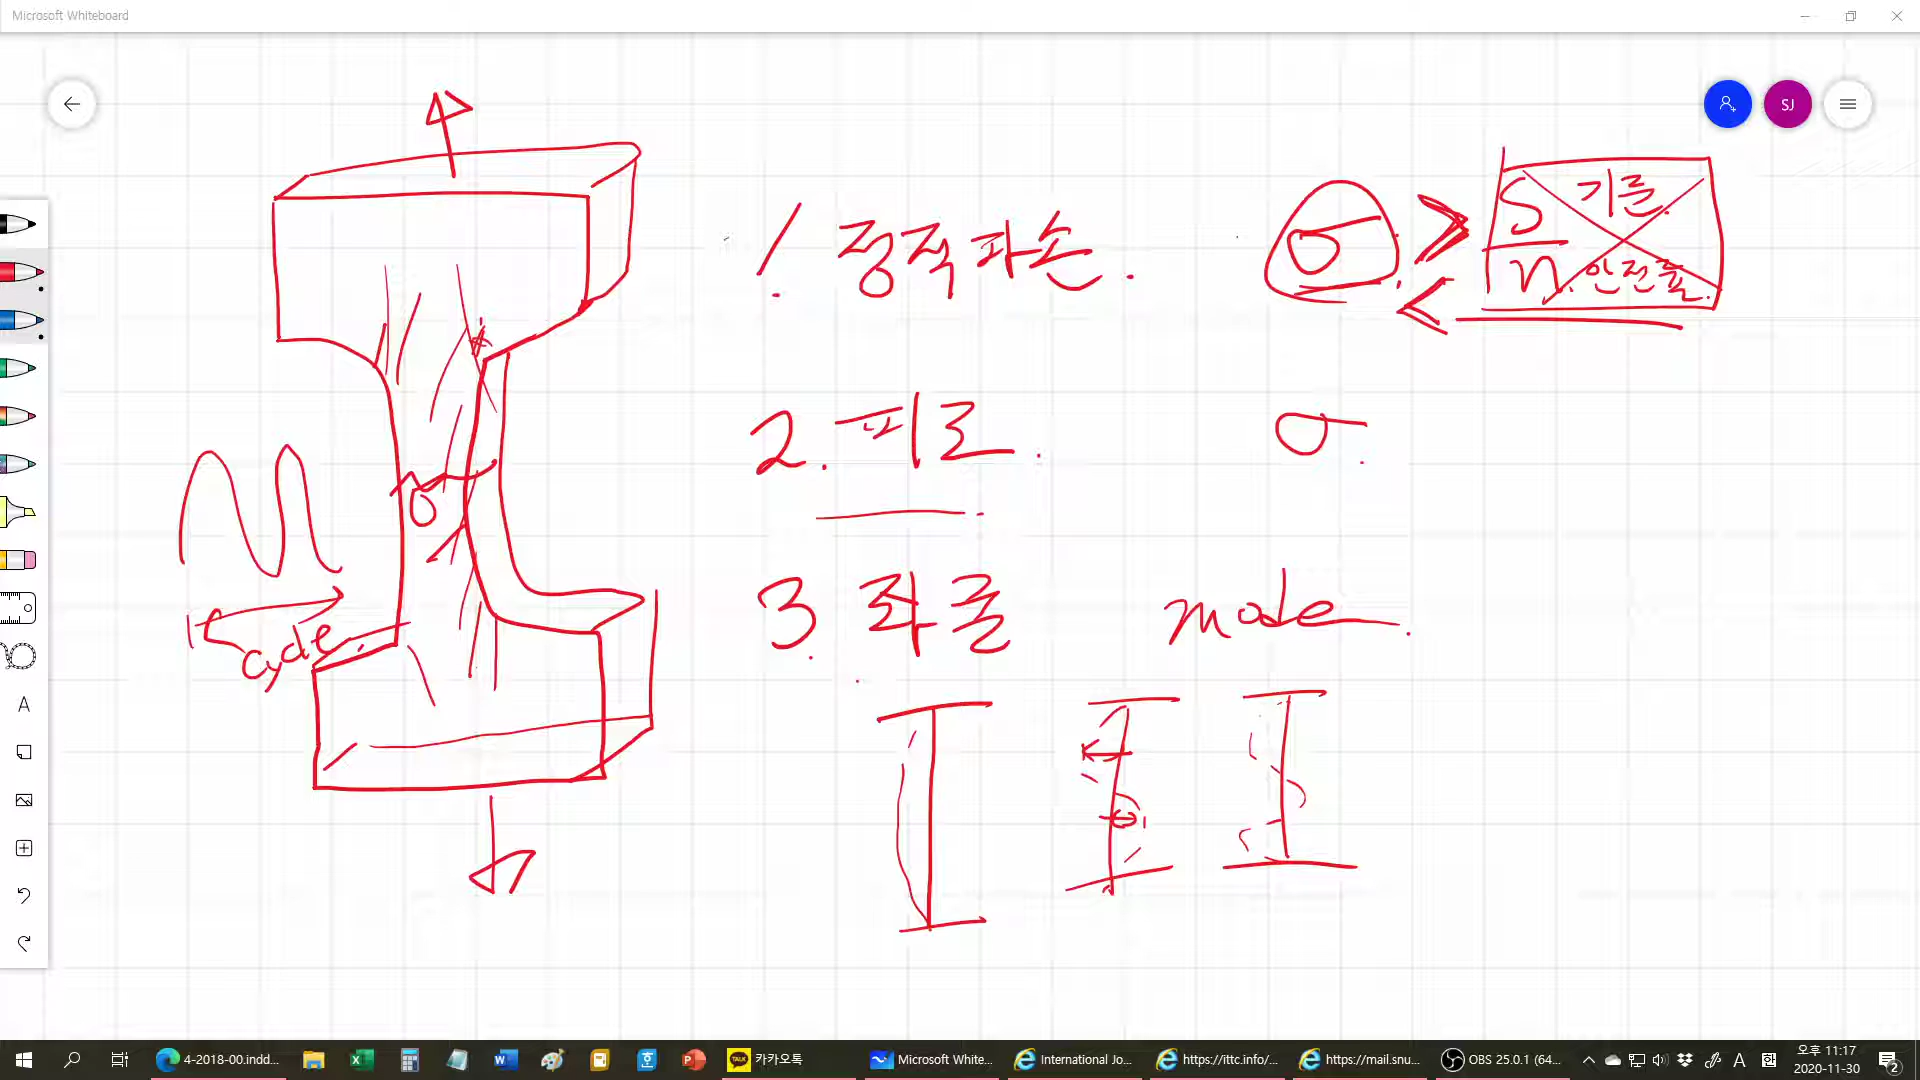 Microsoft Whiteboard
SJ
1. 정적파손.
σ > S 기준
n 안전률
<
2. 피로.
σ.
σ
cycle.
3. 좌굴
mode.
A
4-2018-00.indd...
카카오톡
Microsoft White...
International Jo...
https://ittc.info/...
https://mail.snu...
OBS 25.0.1 (64...
A
오후 11:17
2020-11-30
2